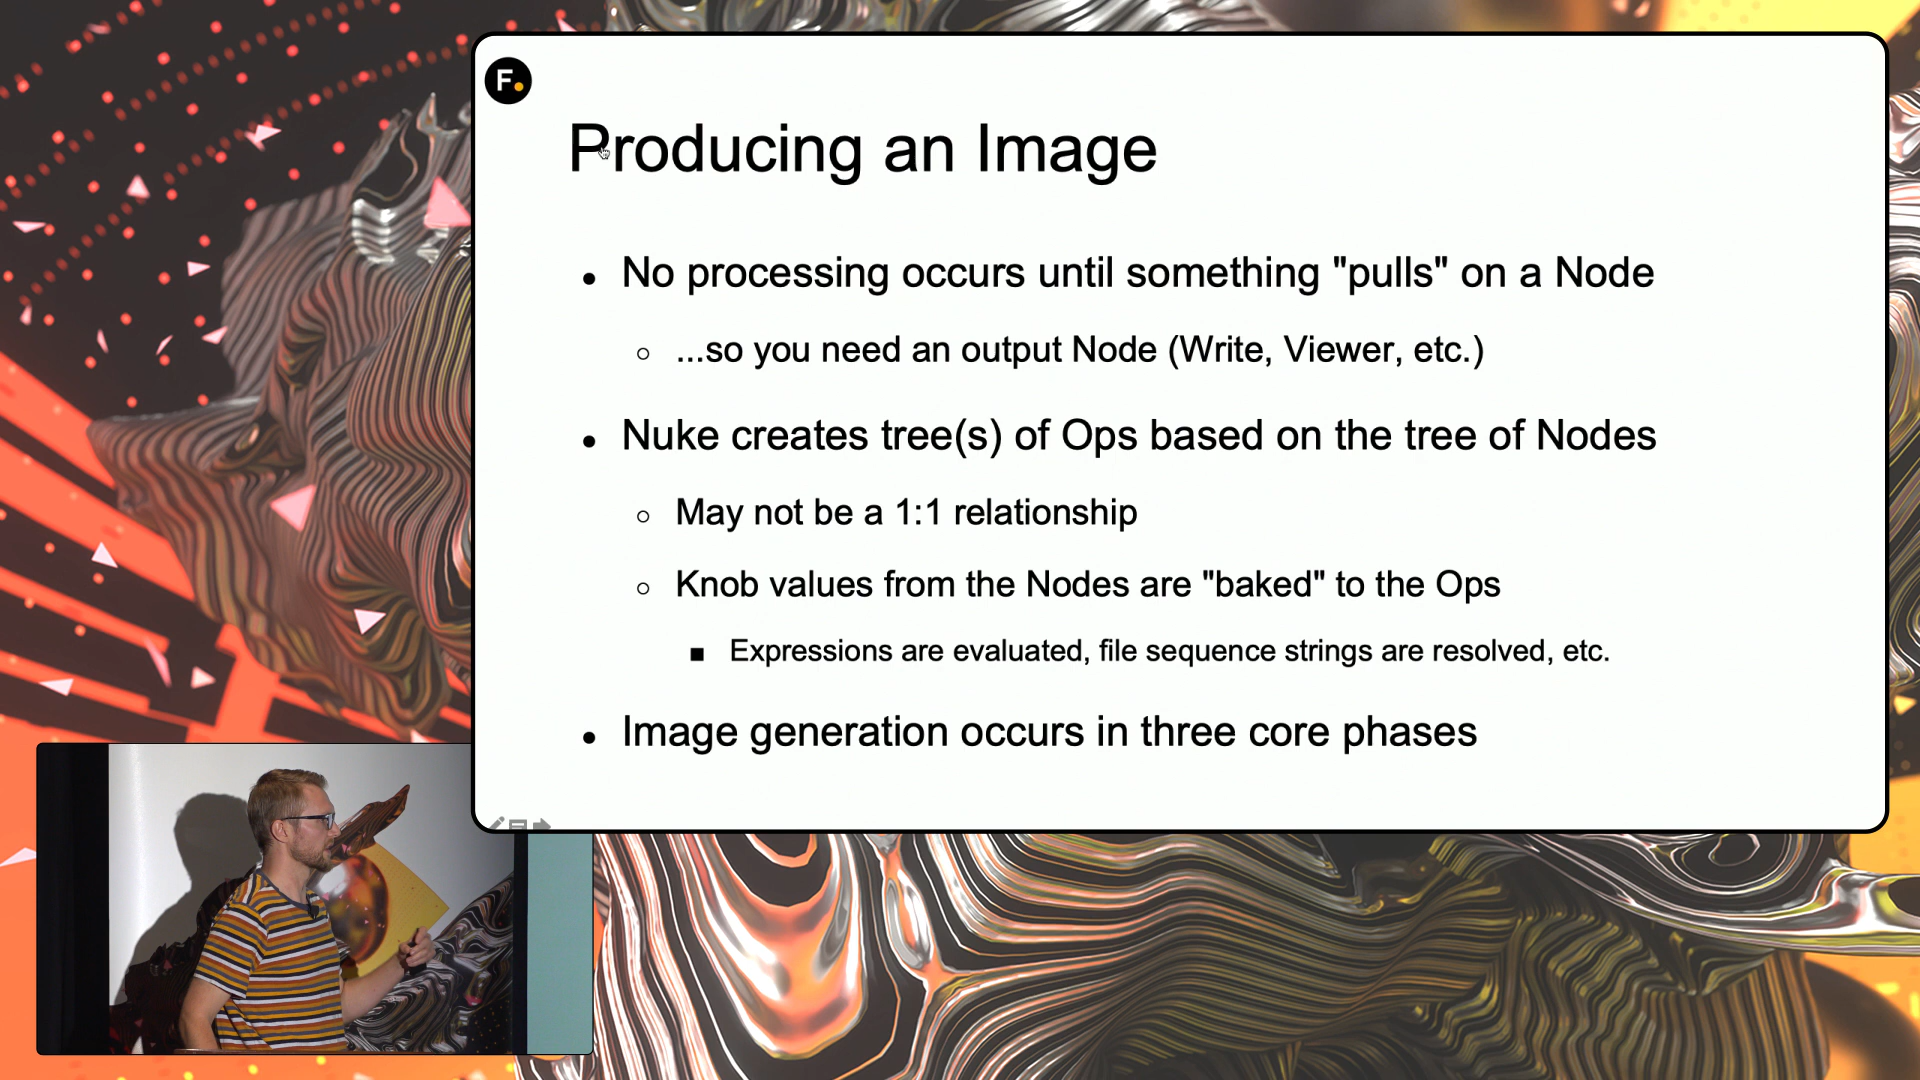 F.
Producing an Image
• No processing occurs until something "pulls" on a Node
○ ...so you need an output Node (Write, Viewer, etc.)
• Nuke creates tree(s) of Ops based on the tree of Nodes
○ May not be a 1:1 relationship
○ Knob values from the Nodes are "baked" to the Ops
■ Expressions are evaluated, file sequence strings are resolved, etc.
• Image generation occurs in three core phases